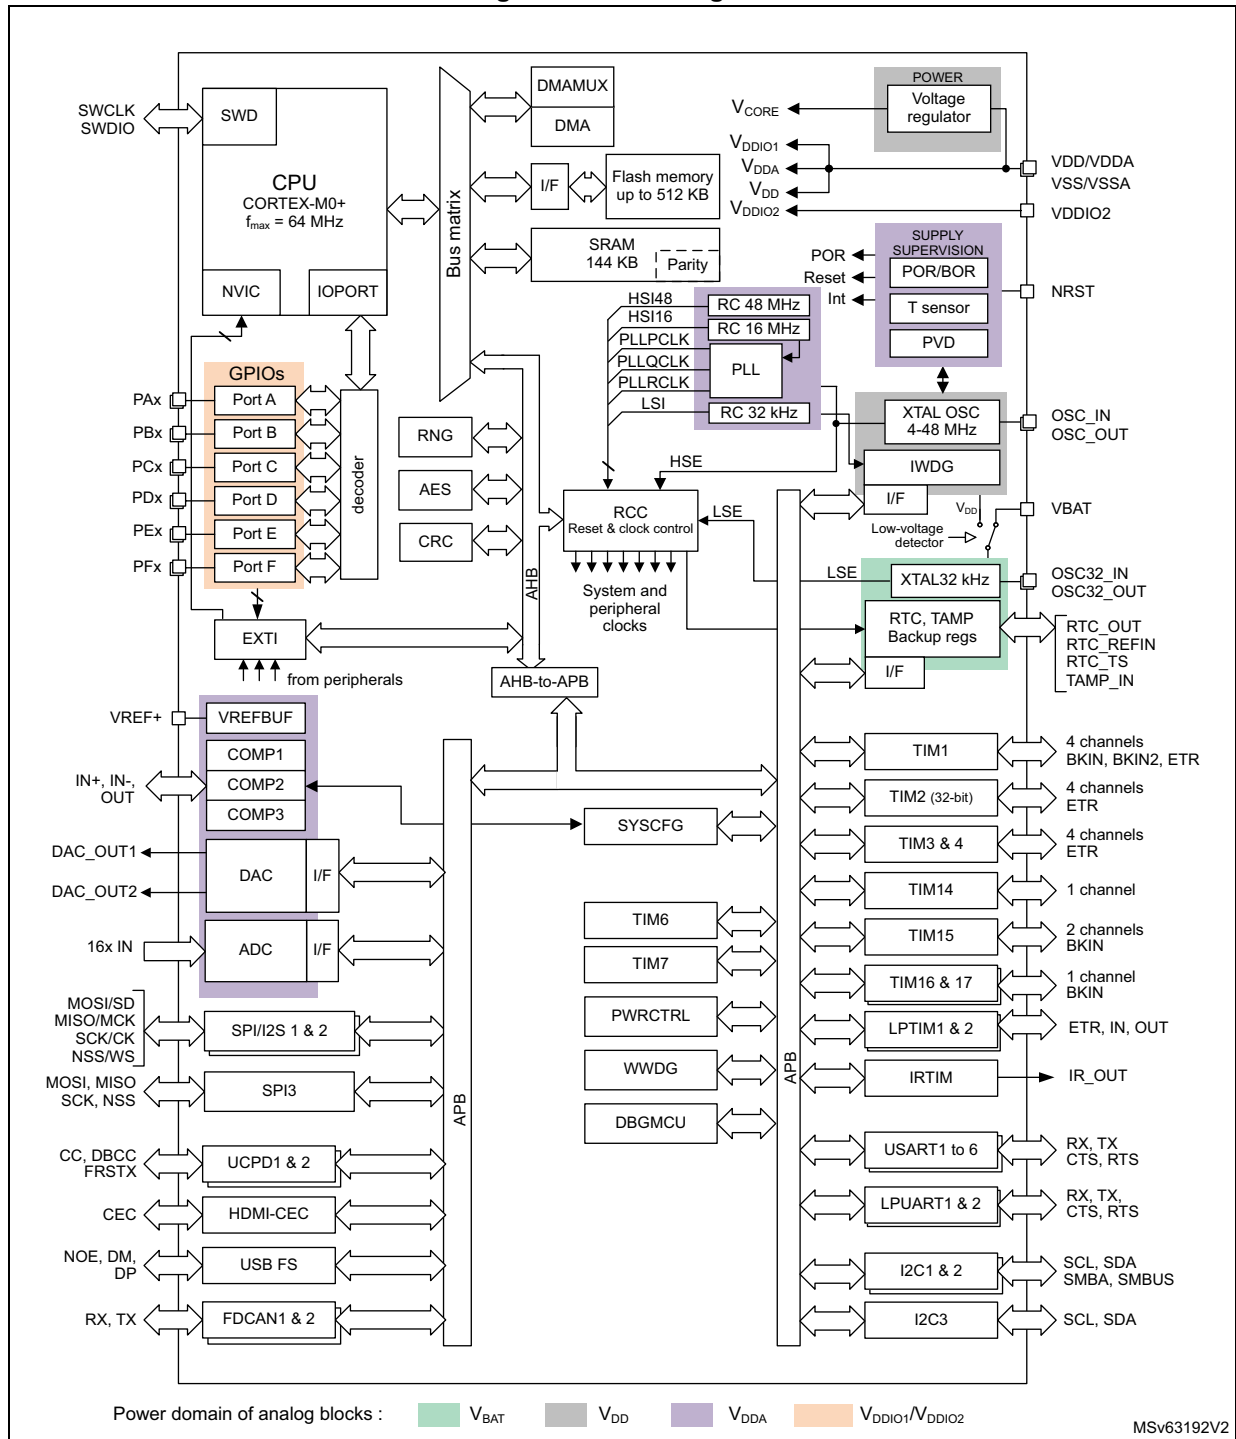 SWCLK
SWDIO
SWD
CPU
CORTEX-M0+
fmax = 64 MHz
NVIC
IOPORT
Bus matrix
DMAMUX
DMA
I/F
Flash memory
up to 512 KB
SRAM
144 KB
Parity
POWER
Voltage
regulator
VCORE
VDDIO1
VDDA
VDD
VDDIO2
VDD/VDDA
VSS/VSSA
VDDIO2
SUPPLY
SUPERVISION
POR/BOR
T sensor
PVD
POR
Reset
Int
NRST
HSI48
HSI16
PLLPCLK
PLLQCLK
PLLRCLK
LSI
RC 48 MHz
RC 16 MHz
PLL
RC 32 kHz
XTAL OSC
4-48 MHz
IWDG
I/F
OSC_IN
OSC_OUT
HSE
GPIOs
PAx
Port A
PBx
Port B
PCx
Port C
PDx
Port D
PEx
Port E
PFx
Port F
decoder
RNG
AES
CRC
AHB
RCC
Reset & clock control
LSE
System and
peripheral
clocks
VDD
Low-voltage
detector
VBAT
LSE
XTAL32 kHz
OSC32_IN
OSC32_OUT
RTC, TAMP
Backup regs
I/F
RTC_OUT
RTC_REFIN
RTC_TS
TAMP_IN
EXTI
from peripherals
AHB-to-APB
VREF+
VREFBUF
COMP1
COMP2
COMP3
IN+, IN-,
OUT
DAC_OUT1
DAC_OUT2
DAC
I/F
16x IN
ADC
I/F
MOSI/SD
MISO/MCK
SCK/CK
NSS/WS
SPI/I2S 1 & 2
MOSI, MISO
SCK, NSS
SPI3
CC, DBCC
FRSTX
UCPD1 & 2
CEC
HDMI-CEC
NOE, DM,
DP
USB FS
RX, TX
FDCAN1 & 2
APB
SYSCFG
TIM6
TIM7
PWRCTRL
WWDG
DBGMCU
APB
TIM1
4 channels
BKIN, BKIN2, ETR
TIM2 (32-bit)
4 channels
ETR
TIM3 & 4
4 channels
ETR
TIM14
1 channel
TIM15
2 channels
BKIN
TIM16 & 17
1 channel
BKIN
LPTIM1 & 2
ETR, IN, OUT
IRTIM
IR_OUT
USART1 to 6
RX, TX
CTS, RTS
LPUART1 & 2
RX, TX,
CTS, RTS
I2C1 & 2
SCL, SDA
SMBA, SMBUS
I2C3
SCL, SDA
Power domain of analog blocks :
VBAT
VDD
VDDA
VDDIO1/VDDIO2
MSv63192V2